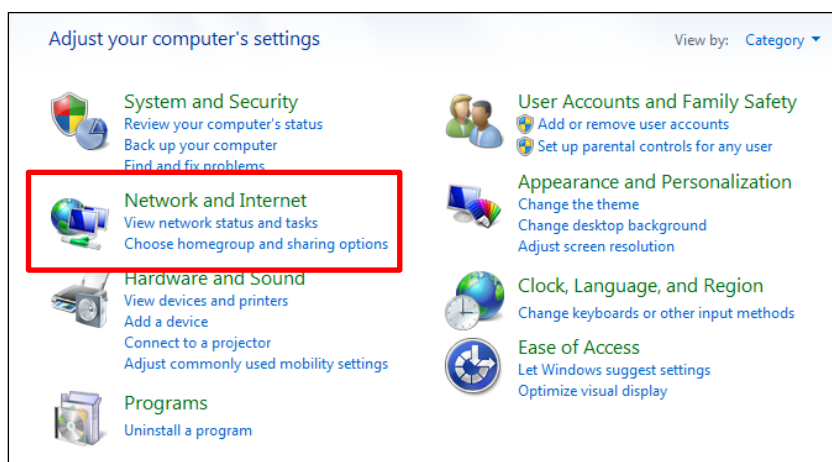 Adjust your computer's settings
View by: Category
System and Security
Review your computer's status
Back up your computer
Find and fix problems
Network and Internet
View network status and tasks
Choose homegroup and sharing options
Hardware and Sound
View devices and printers
Add a device
Connect to a projector
Adjust commonly used mobility settings
Programs
Uninstall a program
User Accounts and Family Safety
Add or remove user accounts
Set up parental controls for any user
Appearance and Personalization
Change the theme
Change desktop background
Adjust screen resolution
Clock, Language, and Region
Change keyboards or other input methods
Ease of Access
Let Windows suggest settings
Optimize visual display